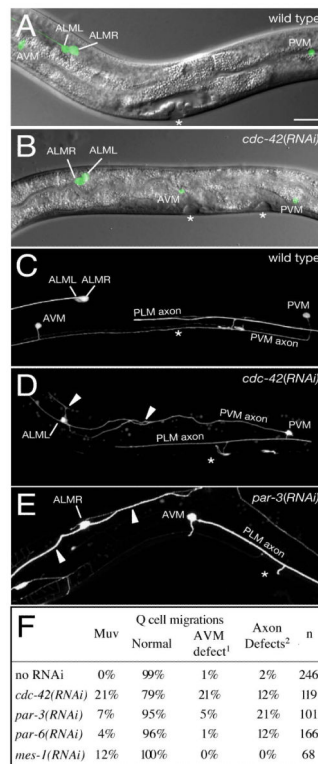 A
wild type
ALML
ALMR
AVM
PVM
*
B
cdc-42(RNAi)
ALMR
ALML
AVM
PVM
*
*
C
wild type
ALML
ALMR
PVM
AVM
PLM axon
*
PVM axon
D
cdc-42(RNAi)
PVM
PVM axon
ALML
PLM axon
*
E
par-3(RNAi)
ALMR
AVM
PLM axon
*
F
Q cell migrations
Muv Normal AVM defect¹ Axon Defects² n
no RNAi 0% 99% 1% 2% 246
cdc-42(RNAi) 21% 79% 21% 12% 119
par-3(RNAi) 7% 95% 5% 21% 101
par-6(RNAi) 4% 96% 1% 12% 166
mes-1(RNAi) 12% 100% 0% 0% 68